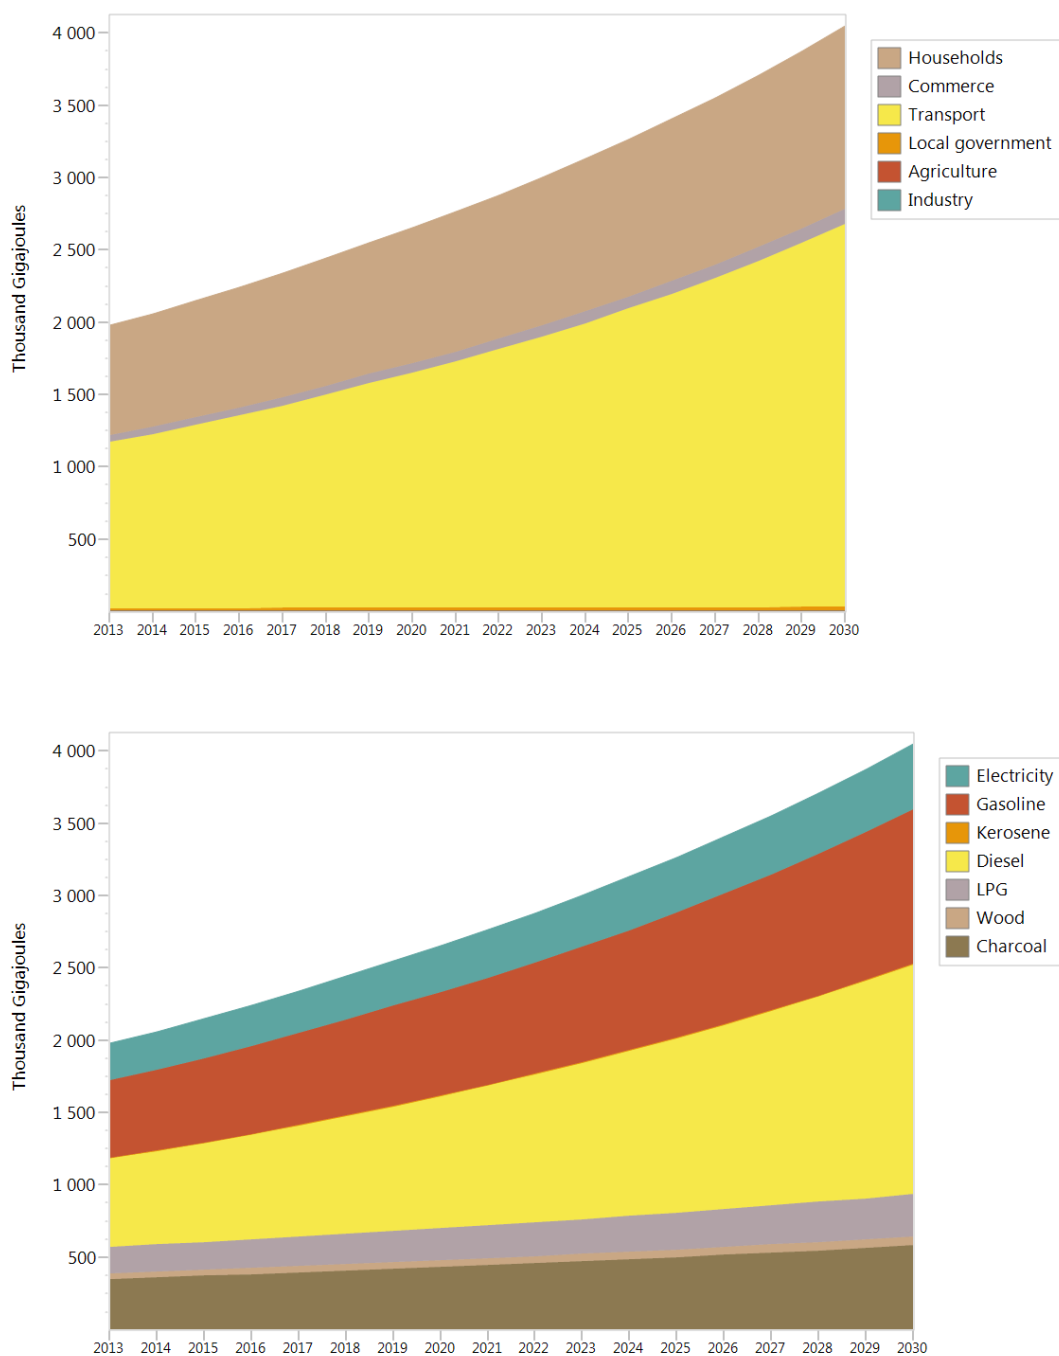 4 000
3 500
3 000
2 500
2 000
1 500
1 000
500
Thousand Gigajoules
2013 2014 2015 2016 2017 2018 2019 2020 2021 2022 2023 2024 2025 2026 2027 2028 2029 2030
Households
Commerce
Transport
Local government
Agriculture
Industry
4 000
3 500
3 000
2 500
2 000
1 500
1 000
500
Thousand Gigajoules
2013 2014 2015 2016 2017 2018 2019 2020 2021 2022 2023 2024 2025 2026 2027 2028 2029 2030
Electricity
Gasoline
Kerosene
Diesel
LPG
Wood
Charcoal